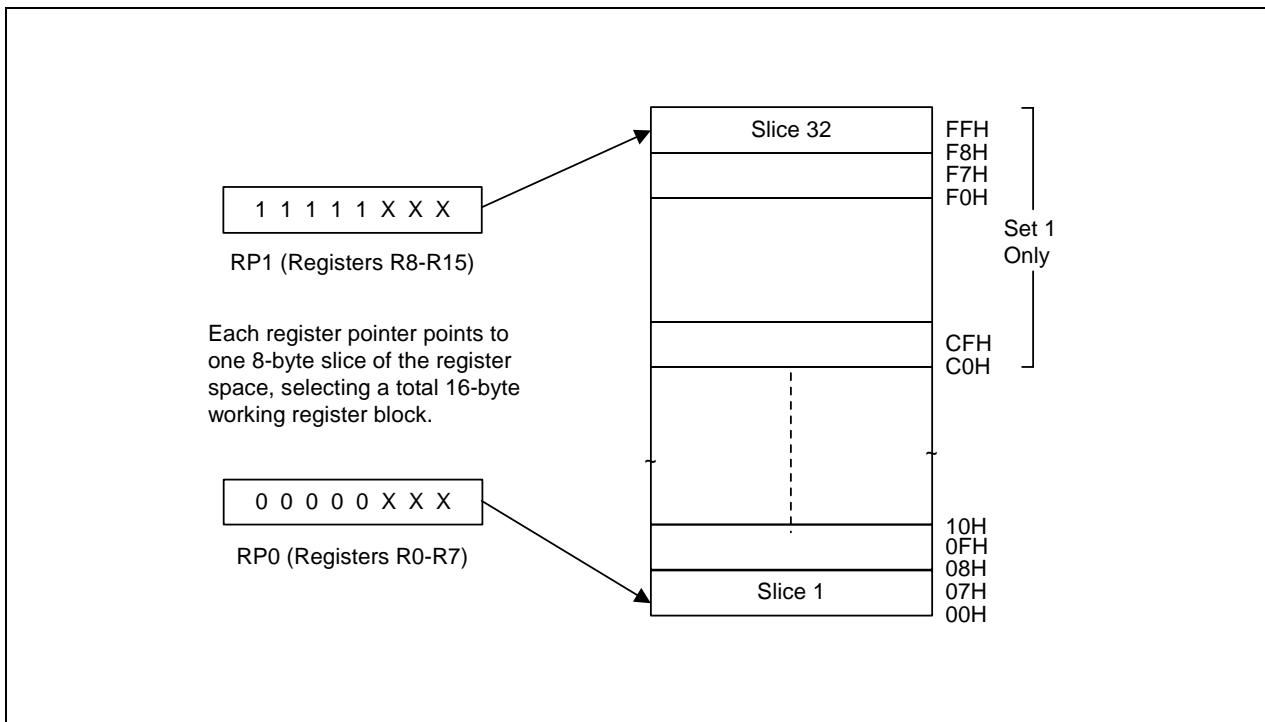 Slice 32
FFH
F8H
F7H
F0H
1 1 1 1 1 X X X
RP1 (Registers R8-R15)
Set 1
Only
Each register pointer points to
one 8-byte slice of the register
space, selecting a total 16-byte
working register block.
CFH
C0H
~
~
0 0 0 0 0 X X X
RP0 (Registers R0-R7)
10H
0FH
08H
Slice 1
07H
00H